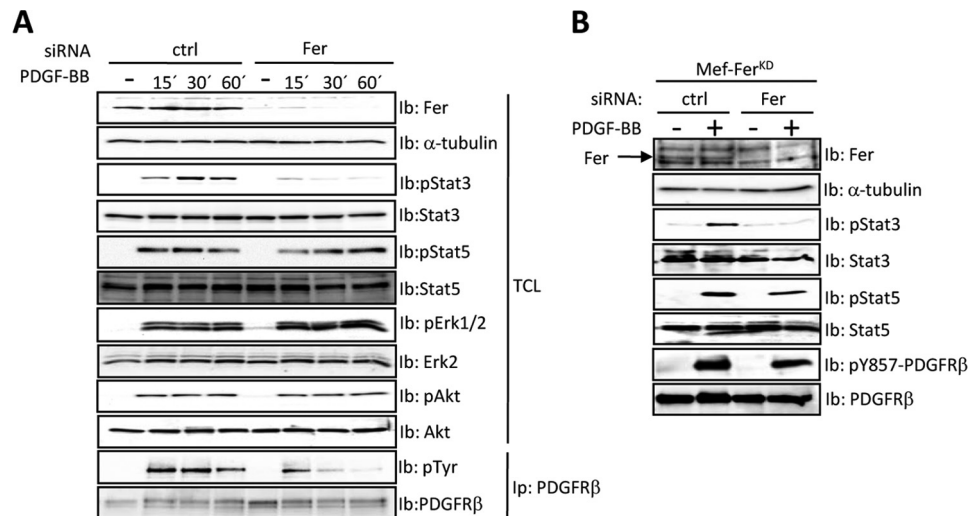 A
siRNA ctrl Fer
PDGF-BB – 15´ 30´ 60´ – 15´ 30´ 60´
Ib: Fer
Ib: α-tubulin
Ib:pStat3
Ib:Stat3
Ib:pStat5
Ib:Stat5
Ib: pErk1/2
Ib: Erk2
Ib: pAkt
Ib: Akt
TCL
Ib: pTyr
Ib:PDGFRβ
Ip: PDGFRβ
B
Mef-Fer^KD
siRNA: ctrl Fer
PDGF-BB – + – +
Fer
Ib: Fer
Ib: α-tubulin
Ib: pStat3
Ib: Stat3
Ib: pStat5
Ib: Stat5
Ib: pY857-PDGFRβ
Ib: PDGFRβ